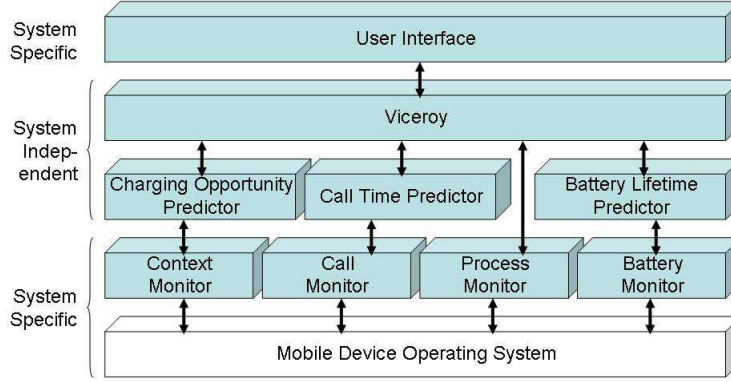 System
Specific
User Interface
Viceroy
System
Indep-
endent
Charging Opportunity
Predictor
Call Time Predictor
Battery Lifetime
Predictor
Context
Monitor
Call
Monitor
Process
Monitor
Battery
Monitor
System
Specific
Mobile Device Operating System